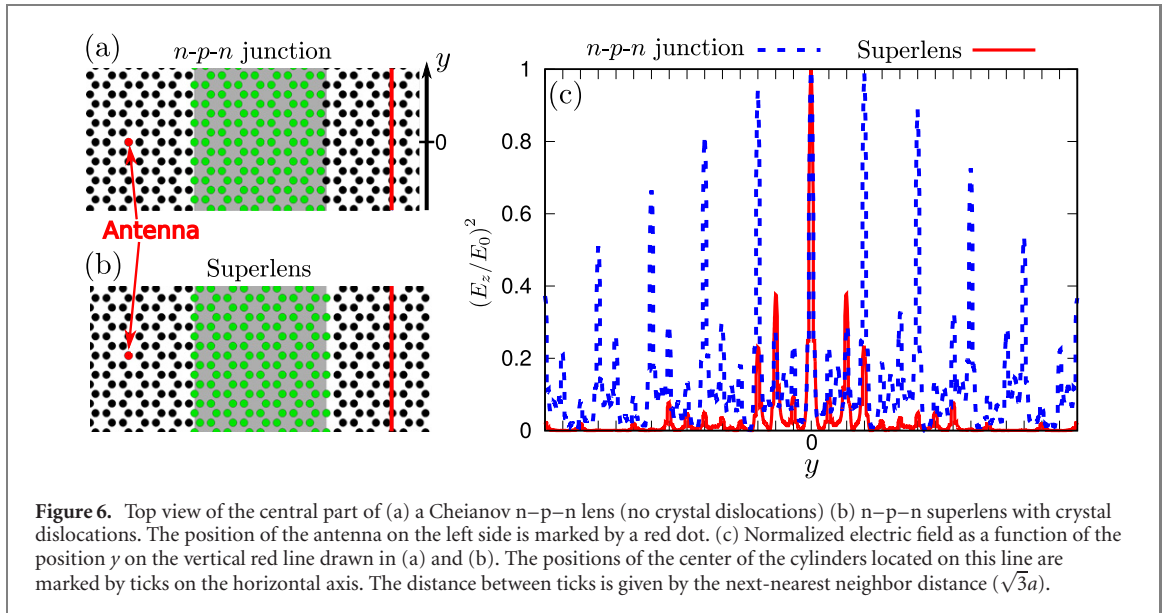 (a)
n-p-n junction
y
0
Antenna
(b)
Superlens
n-p-n junction
Superlens
(c)
1
0.8
0.6
0.4
0.2
0
(E_z/E_0)^2
0
y
Figure 6. Top view of the central part of (a) a Cheianov n−p−n lens (no crystal dislocations) (b) n−p−n superlens with crystal
dislocations. The position of the antenna on the left side is marked by a red dot. (c) Normalized electric field as a function of the
position y on the vertical red line drawn in (a) and (b). The positions of the center of the cylinders located on this line are
marked by ticks on the horizontal axis. The distance between ticks is given by the next-nearest neighbor distance (√3a).